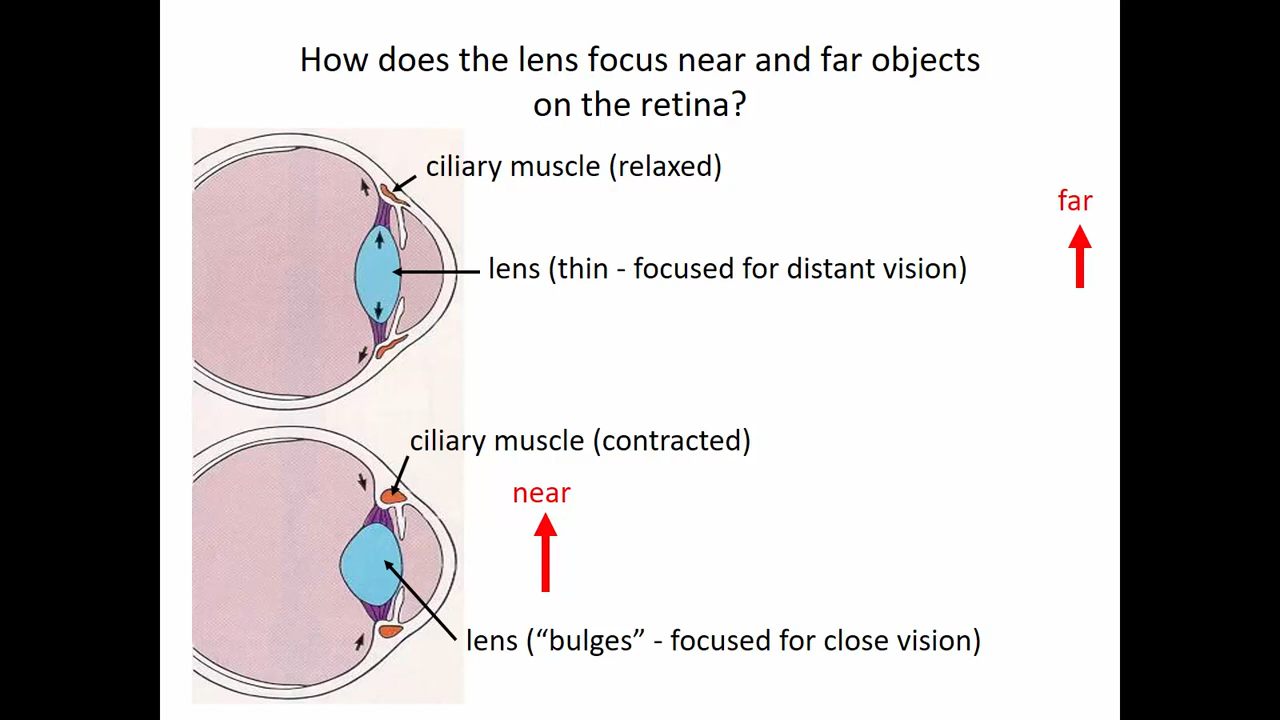 How does the lens focus near and far objects
on the retina?
ciliary muscle (relaxed)
far
lens (thin - focused for distant vision)
ciliary muscle (contracted)
near
lens (“bulges” - focused for close vision)